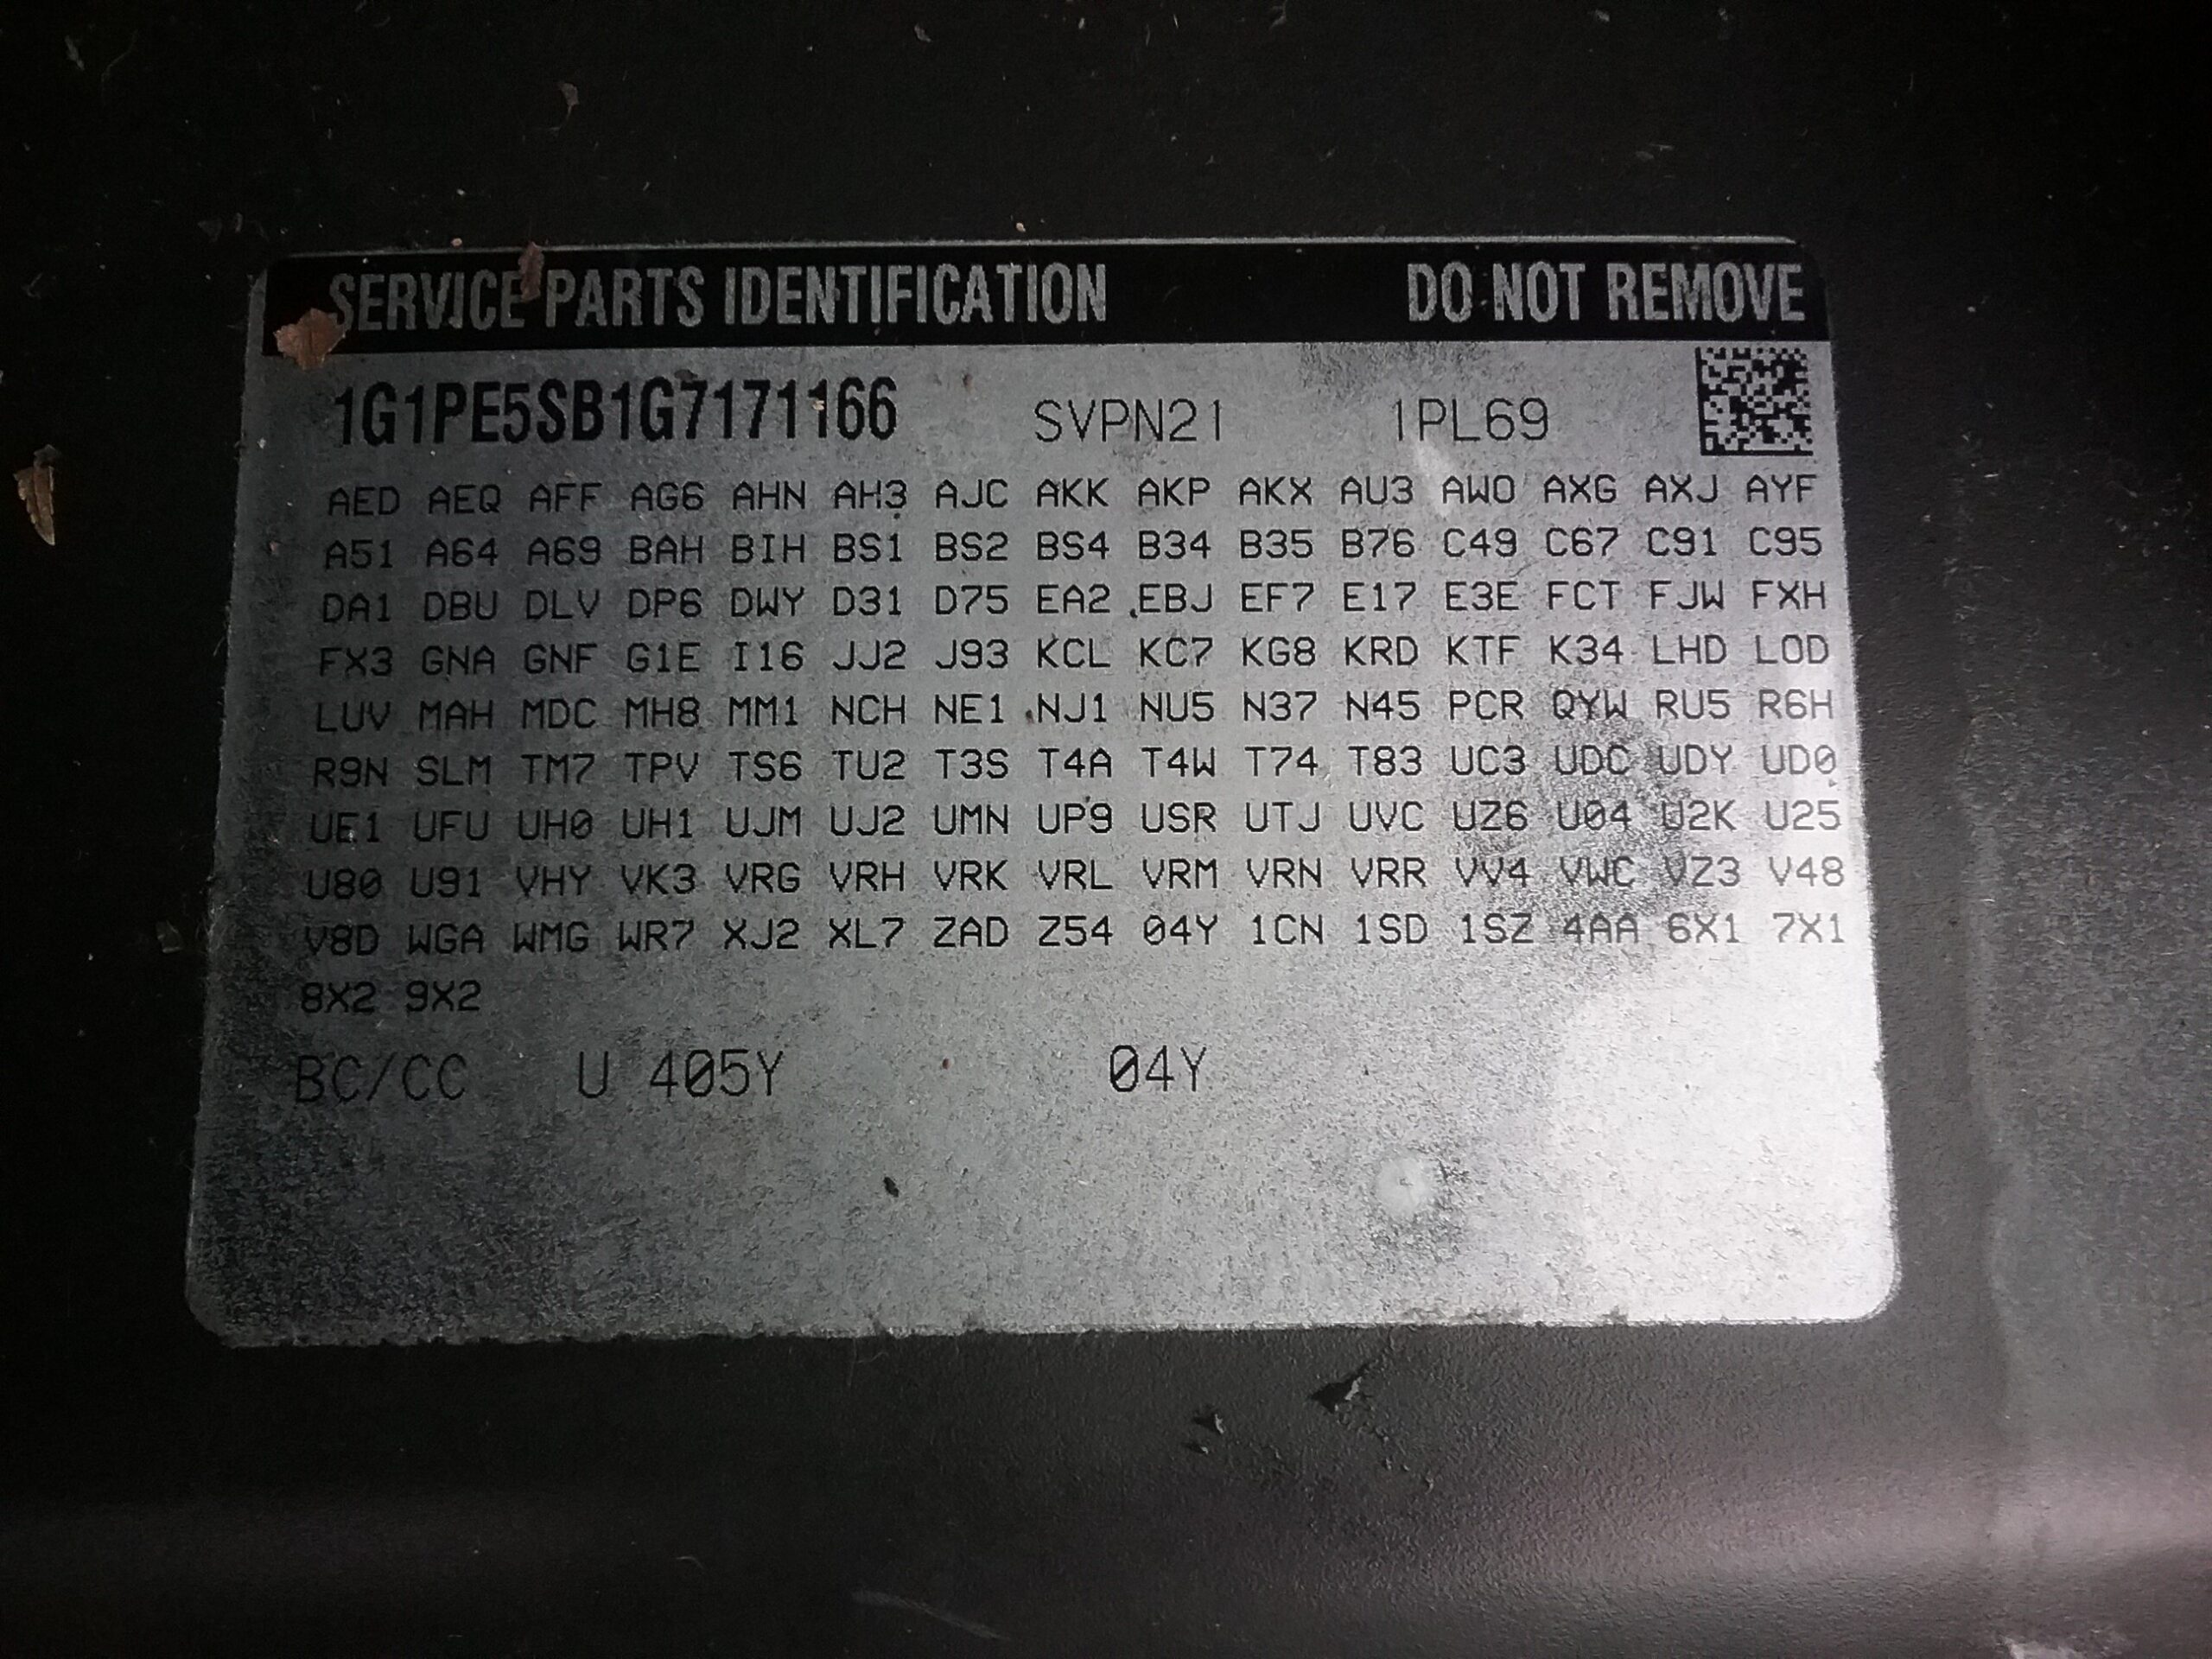 SERVICE PARTS IDENTIFICATION DO NOT REMOVE
1G1PE5SB1G7171166 SVPN21 1PL69
AED AEQ AFF AG6 AHN AH3 AJC AKK AKP AKX AU3 AW0 AXG AXJ AYF
A51 A64 A69 BAH BIH BS1 BS2 BS4 B34 B35 B76 C49 C67 C91 C95
DA1 DBU DLV DP6 DWY D31 D75 EA2 EBJ EF7 E17 E3E FCT FJW FXH
FX3 GNA GNF G1E I16 JJ2 J93 KCL KC7 KG8 KRD KTF K34 LHD LOD
LUV MAH MDC MH8 MM1 NCH NE1 NJ1 NU5 N37 N45 PCR QYW RU5 R6H
R9N SLM TM7 TPV TS6 TU2 T3S T4A T4W T74 T83 UC3 UDC UDY UD0
UE1 UFU UH0 UH1 UJM UJ2 UMN UP9 USR UTJ UVC UZ6 U04 U2K U25
U80 U91 VHY VK3 VRG VRH VRK VRL VRM VRN VRR VV4 VWC VZ3 V48
V8D WGA WMG WR7 XJ2 XL7 ZAD Z54 04Y 1CN 1SD 1SZ 4AA 6X1 7X1
8X2 9X2
BC/CC U 405Y 04Y